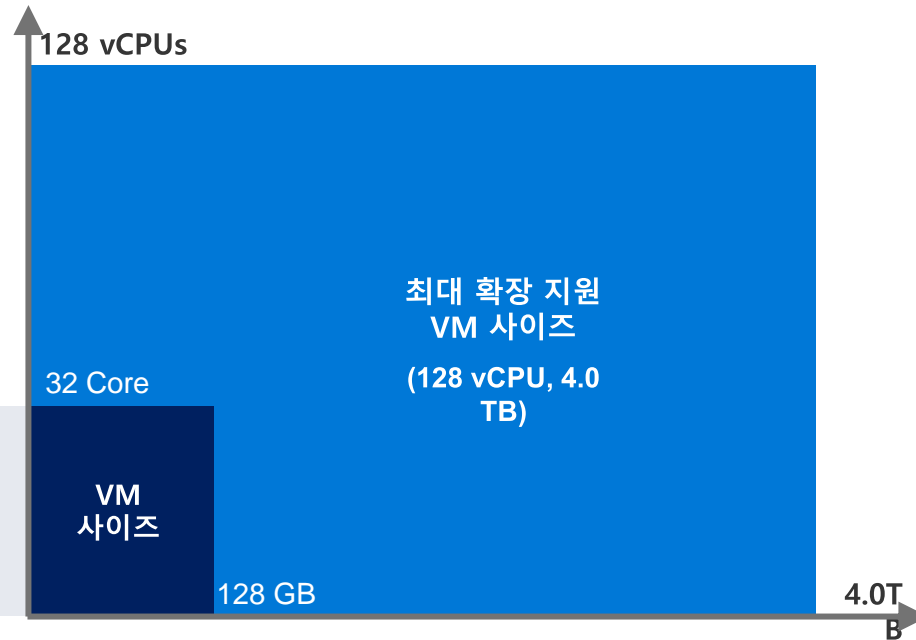 128 vCPUs
최대 확장 지원
VM 사이즈
(128 vCPU, 4.0
TB)
32 Core
VM
사이즈
128 GB
4.0T
B